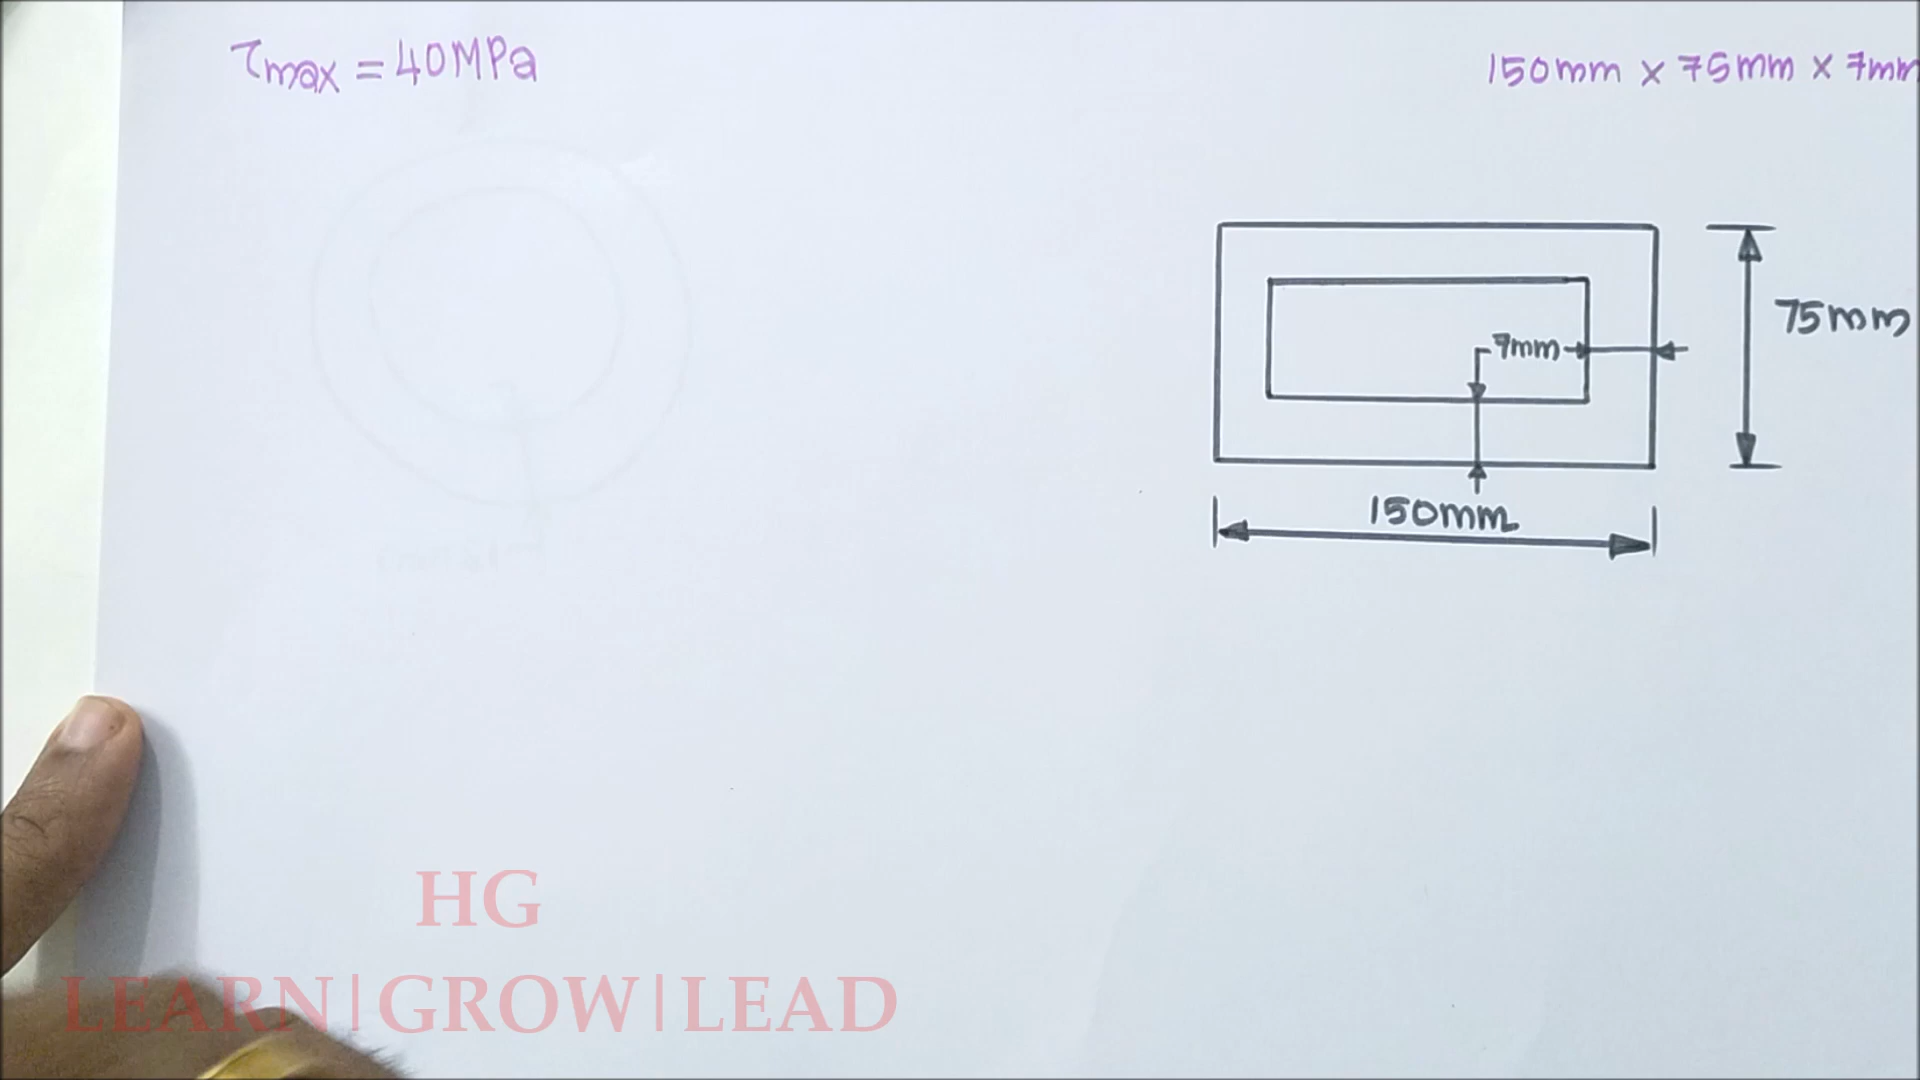 τmax = 40MPa
150mm x 75mm x 7mm
7mm
75mm
150mm
HG
LEARN|GROW|LEAD